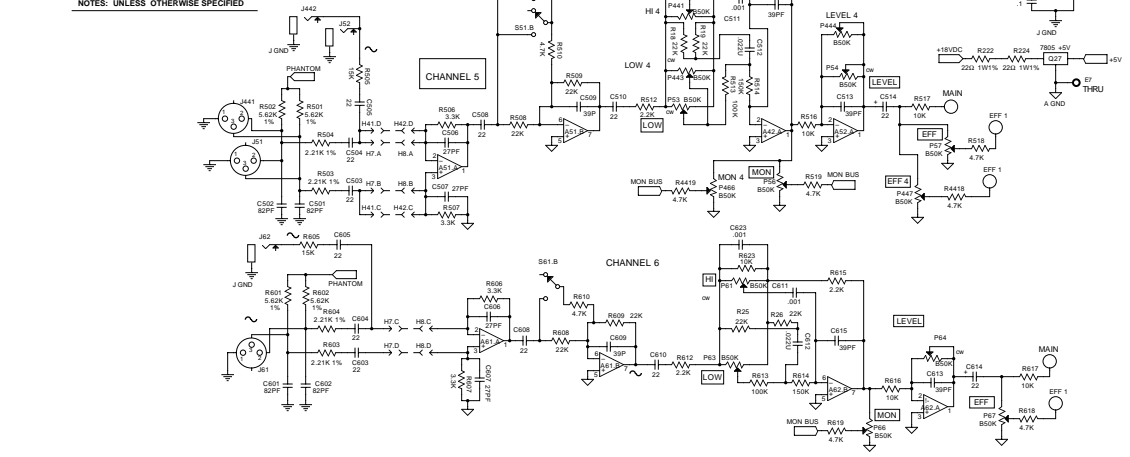 NOTES: UNLESS OTHERWISE SPECIFIED
J442
J52
J GND
R505
15K
C505
22
PHANTOM
CHANNEL 5
S51.B
R510
4.7K
J441
R502
5.62K
1%
R501
5.62K
1%
J51
R504
2.21K 1%
C504
22
H41.D
H42.D
H7.A
H8.A
R503
2.21K 1%
C503
22
H7.B
H8.B
H41.C
H42.C
C502
82PF
C501
82PF
R506
3.3K
C506
27PF
A51.A
C507
27PF
R507
3.3K
C508
22
R508
22K
R509
22K
C509
39P
A51.B
C510
22
R512
2.2K
HI 4
P441
B50K
.001
39PF
C511
R18 22K
R19 22K
LOW 4
cw
P443
.022U
C512
P53 B50K
LOW
R513
100K
R514
150K
A42.A
R516
10K
LEVEL 4
P444
B50K
P54
B50K
cw
C513
39PF
A52.A
LEVEL
C514
22
R517
10K
MAIN
EFF
P57
B50K
R518
4.7K
EFF 1
EFF 4
P447
B50K
R4418
4.7K
EFF 1
MON 4
MON BUS
R4419
4.7K
P466
B50K
MON
P56
B50K
R519
4.7K
MON BUS
.1
J GND
+18VDC
R222
22Ω 1W1%
R224
22Ω 1W1%
7805 +5V
Q27
+5V
E7
THRU
A GND
J62
J GND
R605
15K
C605
22
PHANTOM
R601
5.62K
1%
R602
5.62K
1%
R604
2.21K 1%
C604
22
H7.C
H8.C
R603
2.21K 1%
C603
22
H7.D
H8.D
J61
C601
82PF
C602
82PF
R606
3.3K
C606
27PF
A61.A
R607
3.3K
C607 27PF
C608
22
CHANNEL 6
S61.B
R610
4.7K
R608
22K
R609
22K
C609
39P
A61.B
C610
22
R612
2.2K
C623
.001
R623
10K
HI
P61
B50K
cw
C611
.001
R615
2.2K
R25
22K
R26
22K
.022U
C612
P63 B50K
LOW
R613
100K
R614
150K
C615
39PF
A62.B
R616
10K
MON
MON BUS
R619
4.7K
P66
B50K
LEVEL
P64
B50K
cw
C613
39PF
A62.A
C614
22
R617
10K
MAIN
EFF
P67
B50K
R618
4.7K
EFF 1